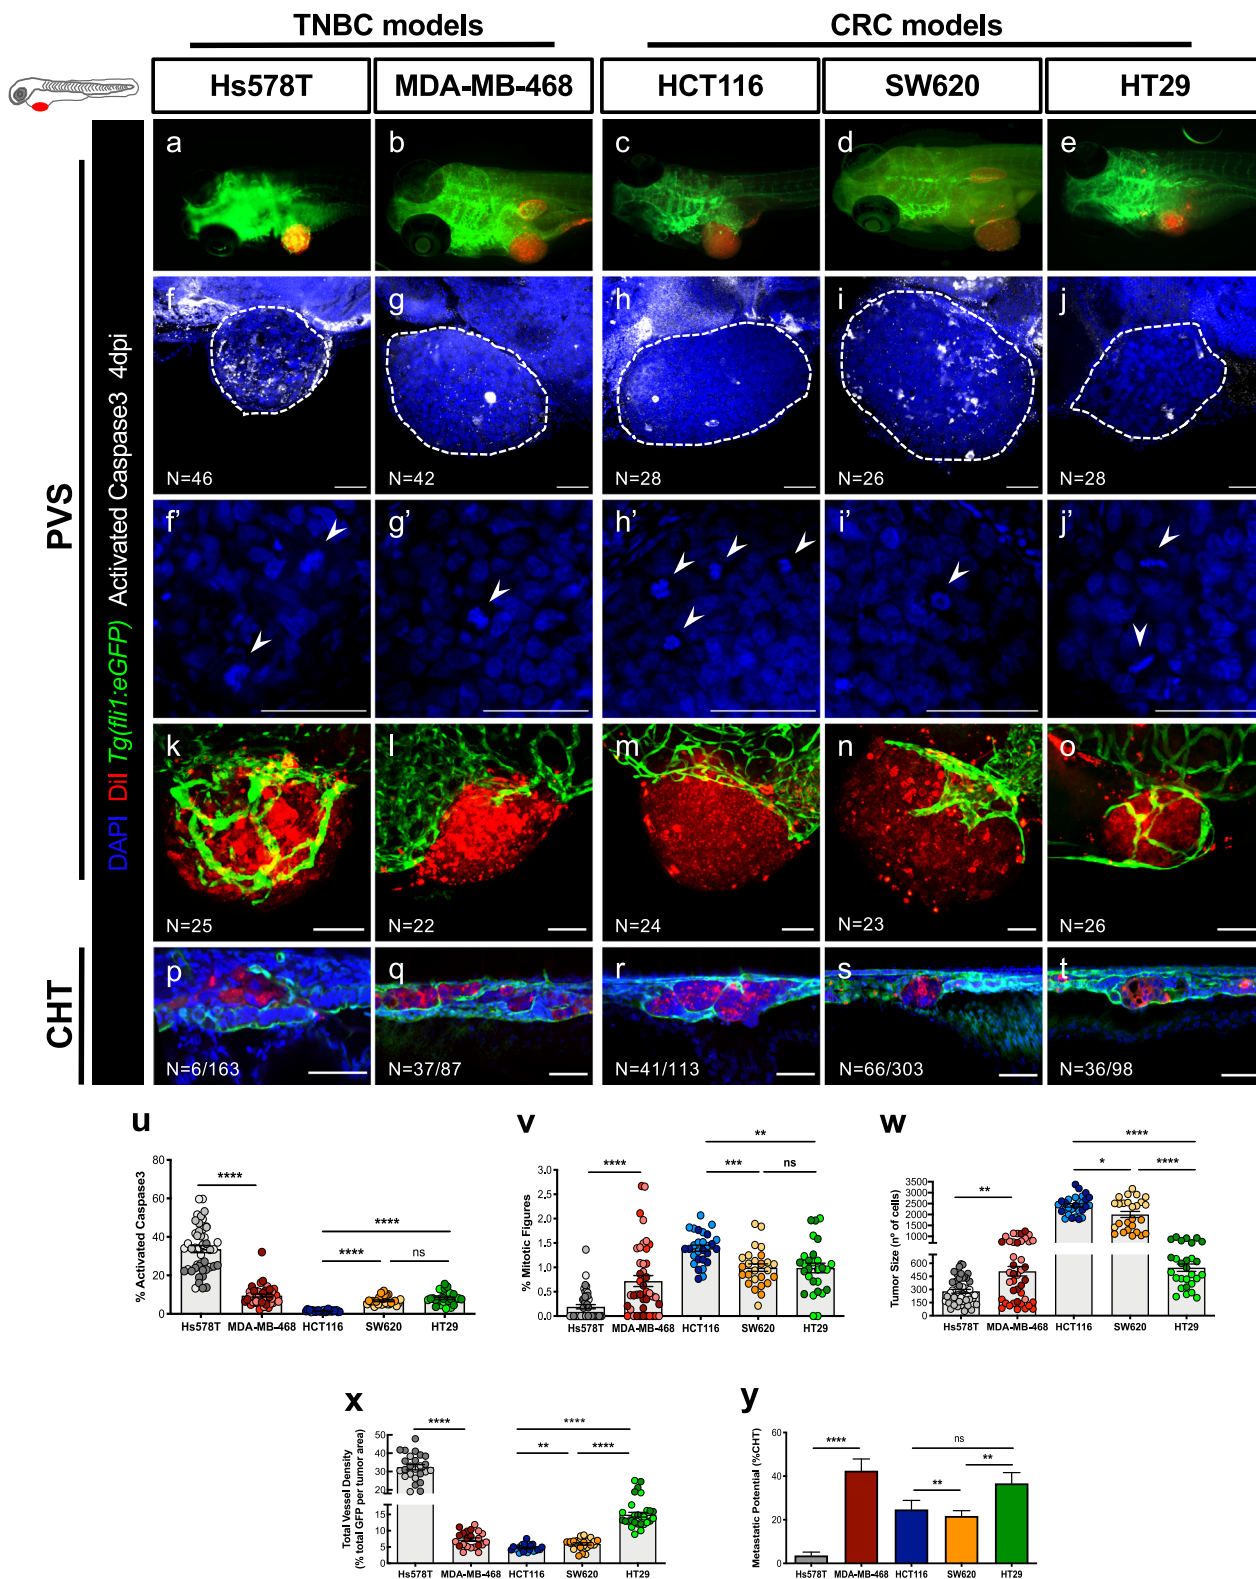 TNBC models CRC models
Hs578T MDA-MB-468 HCT116 SW620 HT29
PVS
CHT
DAPI DiI Tg(fli1:eGFP) Activated Caspase3 4dpi
a b c d e
f g h i j
N=46 N=42 N=28 N=26 N=28
f' g' h' i' j'
k l m n o
N=25 N=22 N=24 N=23 N=26
p q r s t
N=6/163 N=37/87 N=41/113 N=66/303 N=36/98
u
% Activated Caspase3
80
60
40
20
0
****
****
****
ns
Hs578T MDA-MB-468 HCT116 SW620 HT29
v
% Mitotic Figures
3.0
2.5
2.0
1.5
1.0
0.5
0.0
****
**
***
ns
Hs578T MDA-MB-468 HCT116 SW620 HT29
w
Tumor Size (nº of cells)
3500
3000
2500
2000
1500
1000
600
450
300
150
0
**
****
*
****
Hs578T MDA-MB-468 HCT116 SW620 HT29
x
Total Vessel Density
(% total GFP per tumor area)
50
40
30
20
15
10
5
0
****
****
**
****
Hs578T MDA-MB-468 HCT116 SW620 HT29
y
Metastatic Potential (%CHT)
60
40
20
0
****
ns
**
**
Hs578T MDA-MB-468 HCT116 SW620 HT29